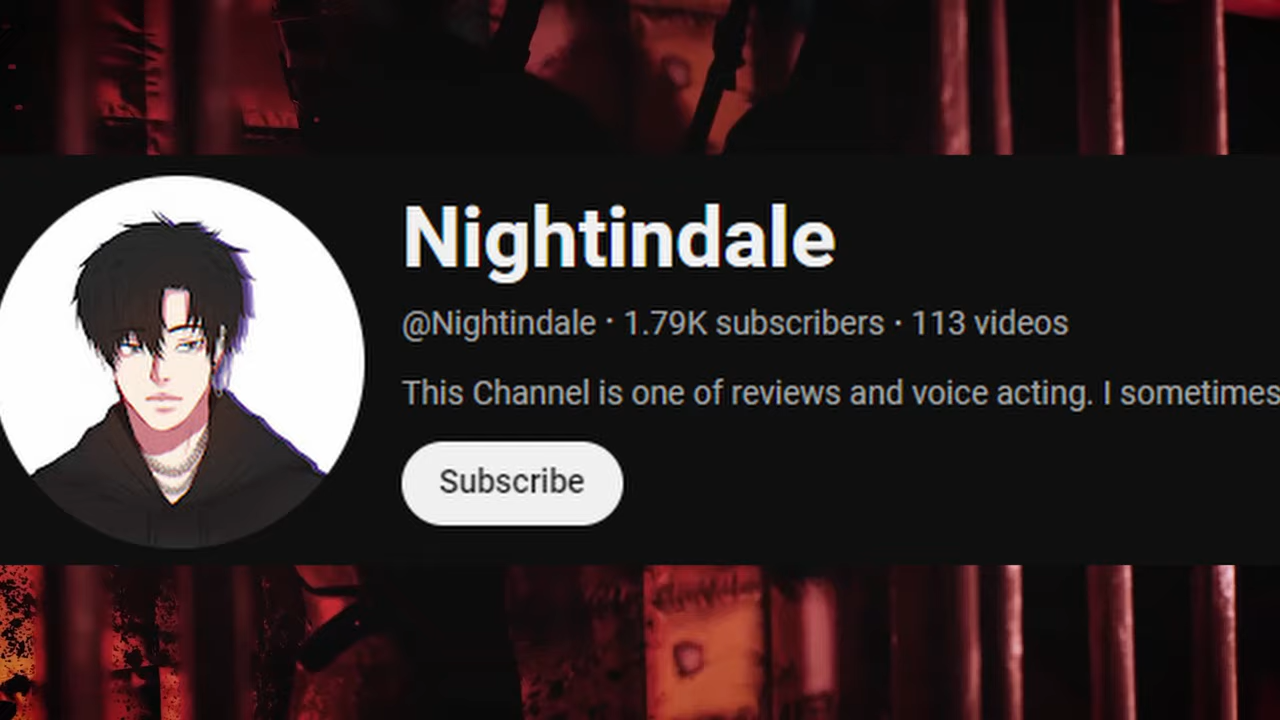 Nightindale
@Nightindale · 1.79K subscribers · 113 videos
This Channel is one of reviews and voice acting. I sometimes
Subscribe